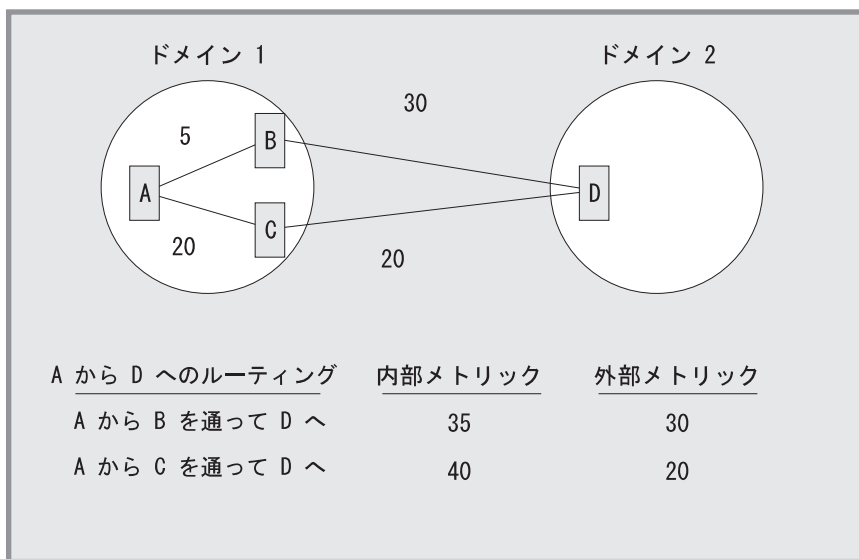 ドメイン 1
ドメイン 2
30
5
B
A
D
C
20
20
A から D へのルーティング 内部メトリック 外部メトリック
A から B を通って D へ 35 30
A から C を通って D へ 40 20